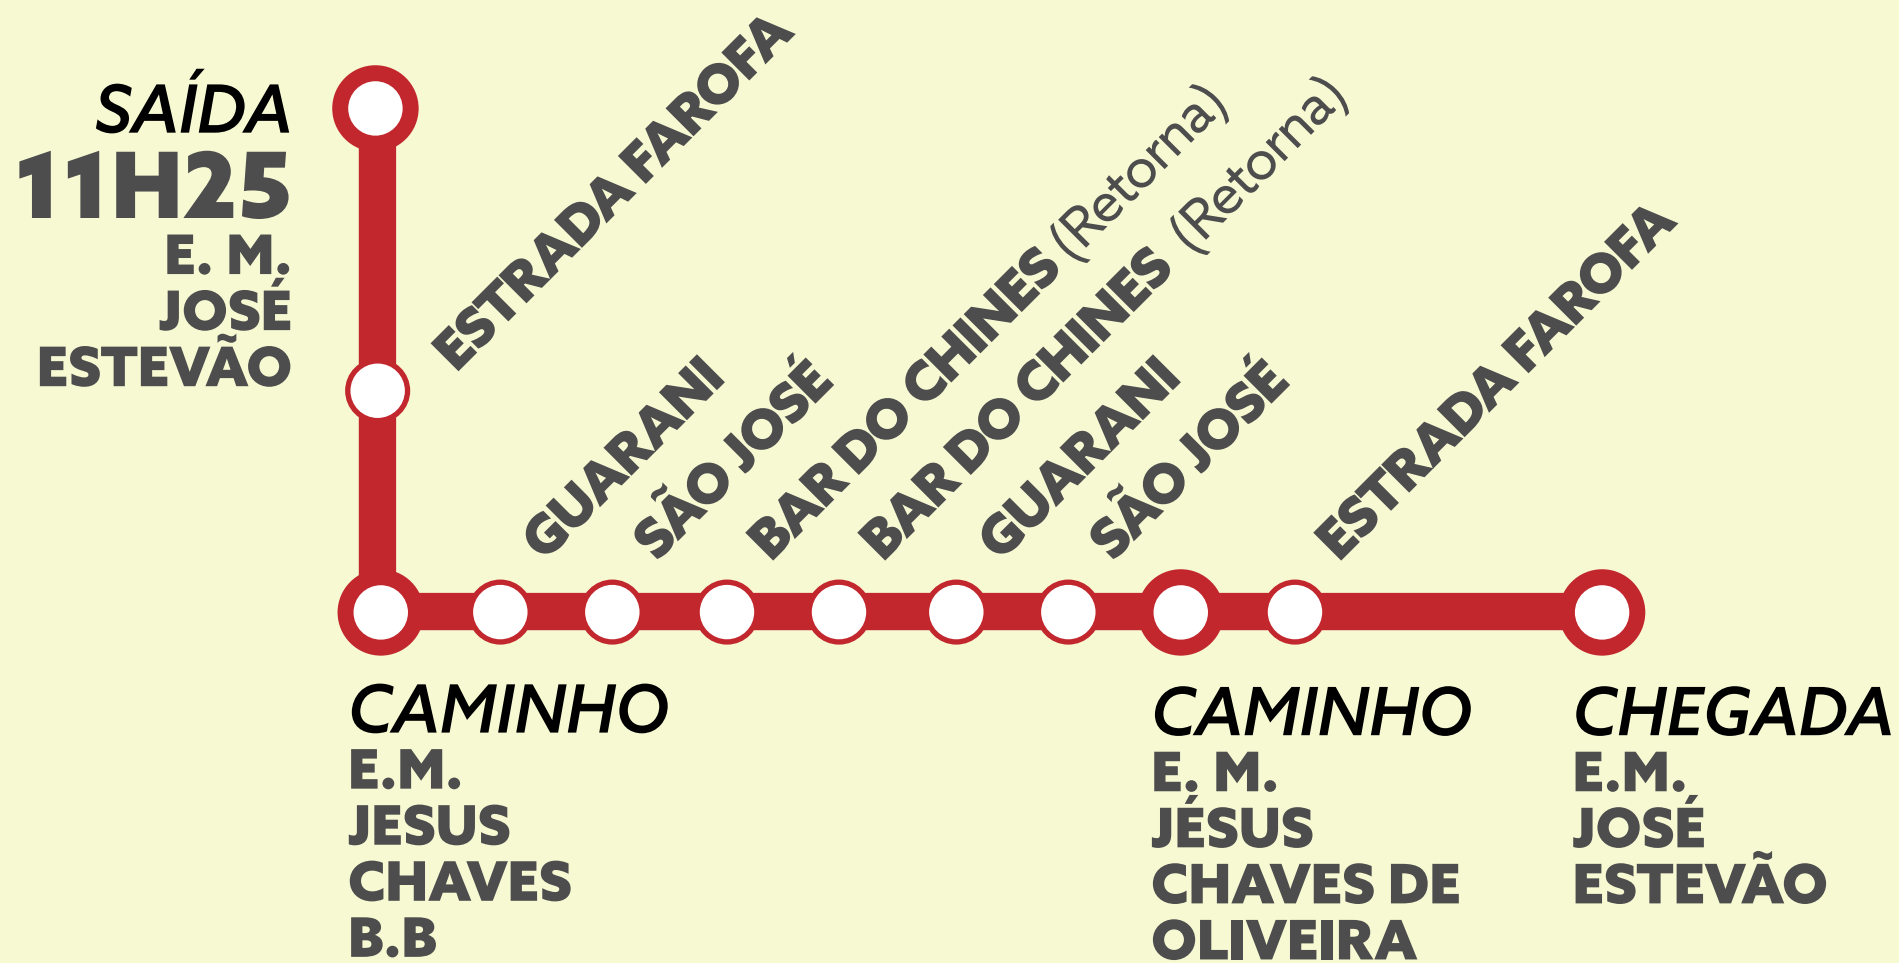 SAÍDA
11H25
E. M.
JOSÉ
ESTEVÃO
ESTRADA FAROFA
GUARANI
SÃO JOSÉ
BAR DO CHINES (Retorna)
BAR DO CHINES (Retorna)
GUARANI
SÃO JOSÉ
ESTRADA FAROFA
CAMINHO
E.M.
JESUS
CHAVES
B.B
CAMINHO
E. M.
JÉSUS
CHAVES DE
OLIVEIRA
CHEGADA
E.M.
JOSÉ
ESTEVÃO